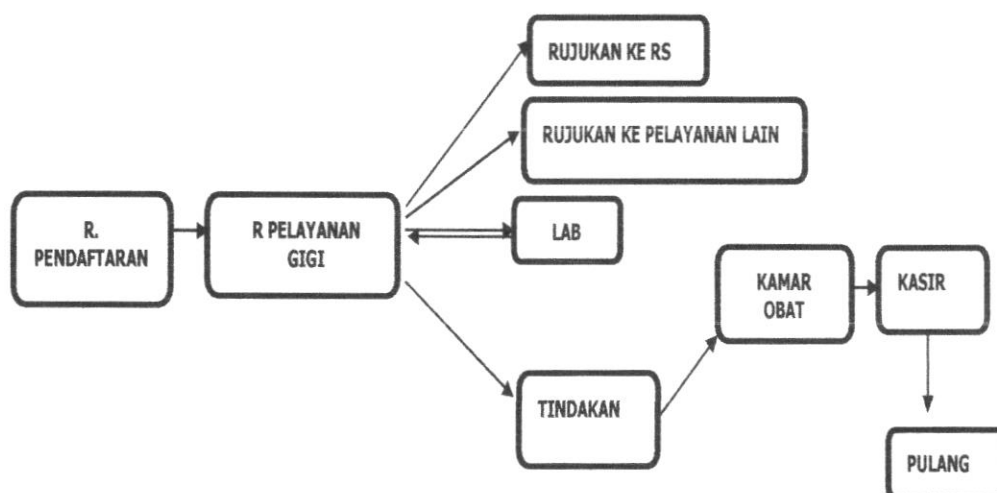 RUJUKAN KE RS
RUJUKAN KE PELAYANAN LAIN
R.
PENDAFTARAN
R PELAYANAN
GIGI
LAB
KAMAR
OBAT
KASIR
TINDAKAN
PULANG